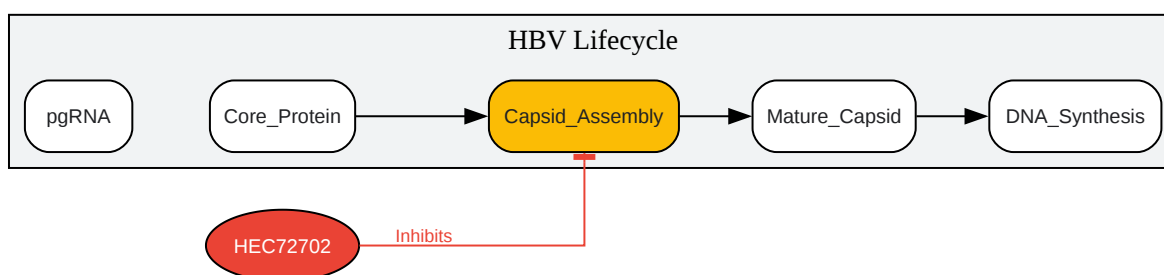 HBV Lifecycle
pgRNA
Core_Protein
Capsid_Assembly
Mature_Capsid
DNA_Synthesis
HEC72702
Inhibits